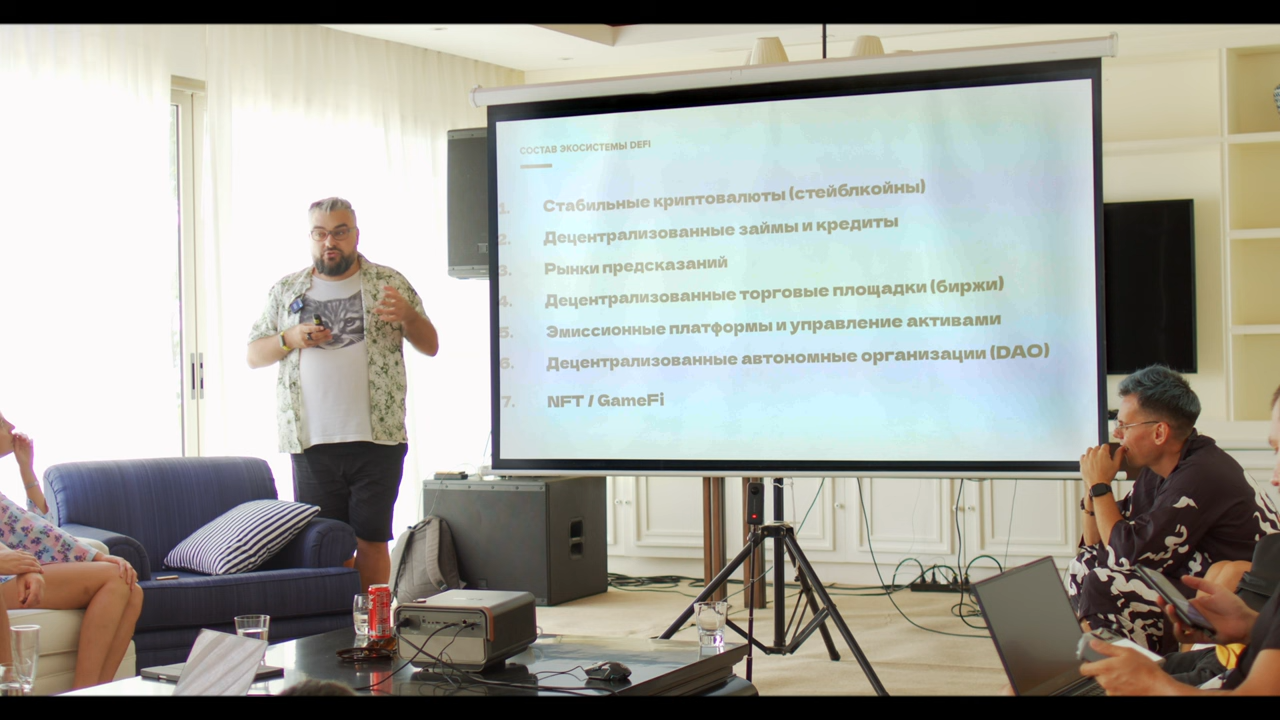 СОСТАВ ЭКОСИСТЕМЫ DEFI
1. Стабильные криптовалюты (стейблкойны)
2. Децентрализованные займы и кредиты
3. Рынки предсказаний
4. Децентрализованные торговые площадки (биржи)
5. Эмиссионные платформы и управление активами
6. Децентрализованные автономные организации (DAO)
7. NFT / GameFi